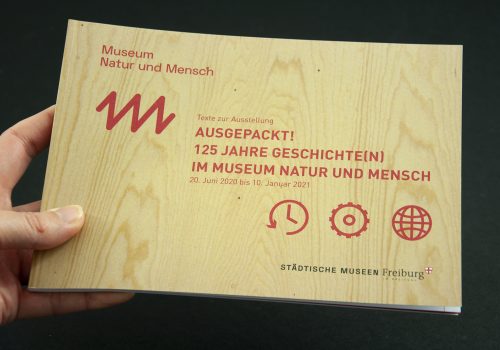 Museum
Natur und Mensch
Texte zur Ausstellung
AUSGEPACKT!
125 JAHRE GESCHICHTE(N)
IM MUSEUM NATUR UND MENSCH
20. Juni 2020 bis 10. Januar 2021
STÄDTISCHE MUSEEN Freiburg